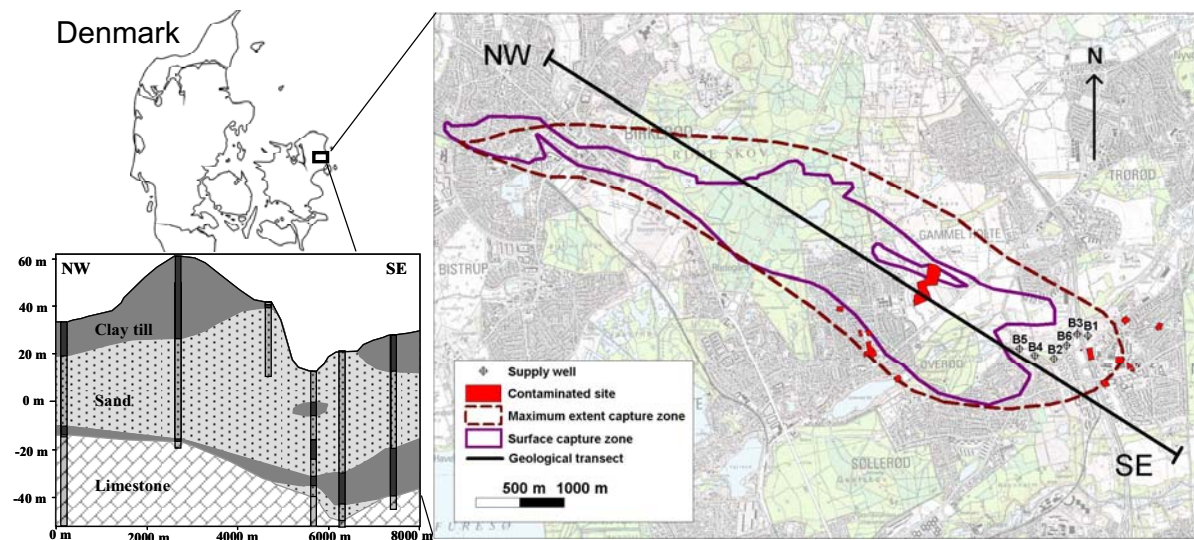 Denmark
60 m
NW
SE
40 m
Clay till
20 m
0 m
Sand
-20 m
Limestone
-40 m
0 m
2000 m
4000 m
6000 m
8000 m
NW
N
BIRKERØD
TRØRØD
GAMMEL HOLTE
BISTRUP
B3
B1
B6
B5
B4
B2
ØVERØD
SØLLERØD
SE
FURESØ
Supply well
Contaminated site
Maximum extent capture zone
Surface capture zone
Geological transect
500 m 1000 m